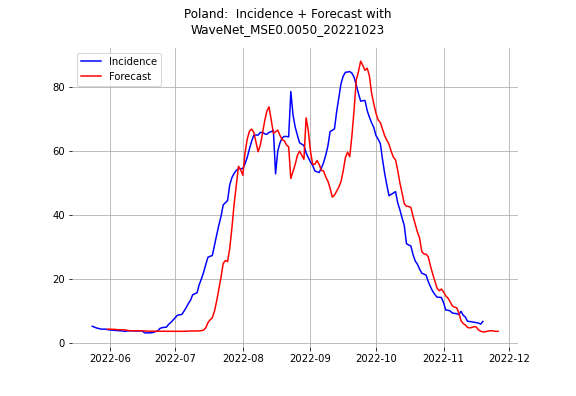 Poland:  Incidence + Forecast with
WaveNet_MSE0.0050_20221023
Incidence
Forecast
80
60
40
20
0
2022-06 2022-07 2022-08 2022-09 2022-10 2022-11 2022-12